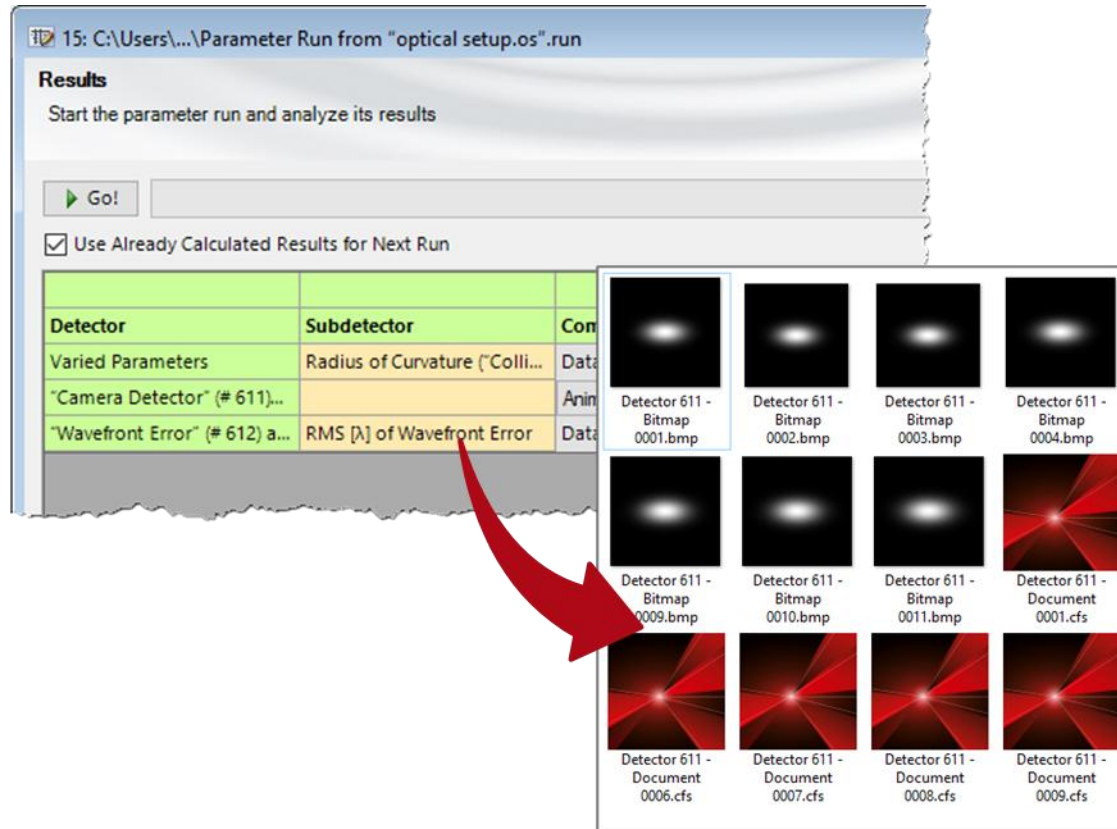 15: C:\Users\...\Parameter Run from "optical setup.os".run
Results
Start the parameter run and analyze its results
Go!
Use Already Calculated Results for Next Run
Detector Subdetector Com
Varied Parameters Radius of Curvature ("Colli... Data
"Camera Detector" (# 611)... Anim
"Wavefront Error" (# 612) a... RMS [λ] of Wavefront Error Data
Detector 611 - Detector 611 - Detector 611 - Detector 611 -
Bitmap Bitmap Bitmap Bitmap
0001.bmp 0002.bmp 0003.bmp 0004.bmp
Detector 611 - Detector 611 - Detector 611 - Detector 611 -
Bitmap Bitmap Bitmap Document
0009.bmp 0010.bmp 0011.bmp 0001.cfs
Detector 611 - Detector 611 - Detector 611 - Detector 611 -
Document Document Document Document
0006.cfs 0007.cfs 0008.cfs 0009.cfs